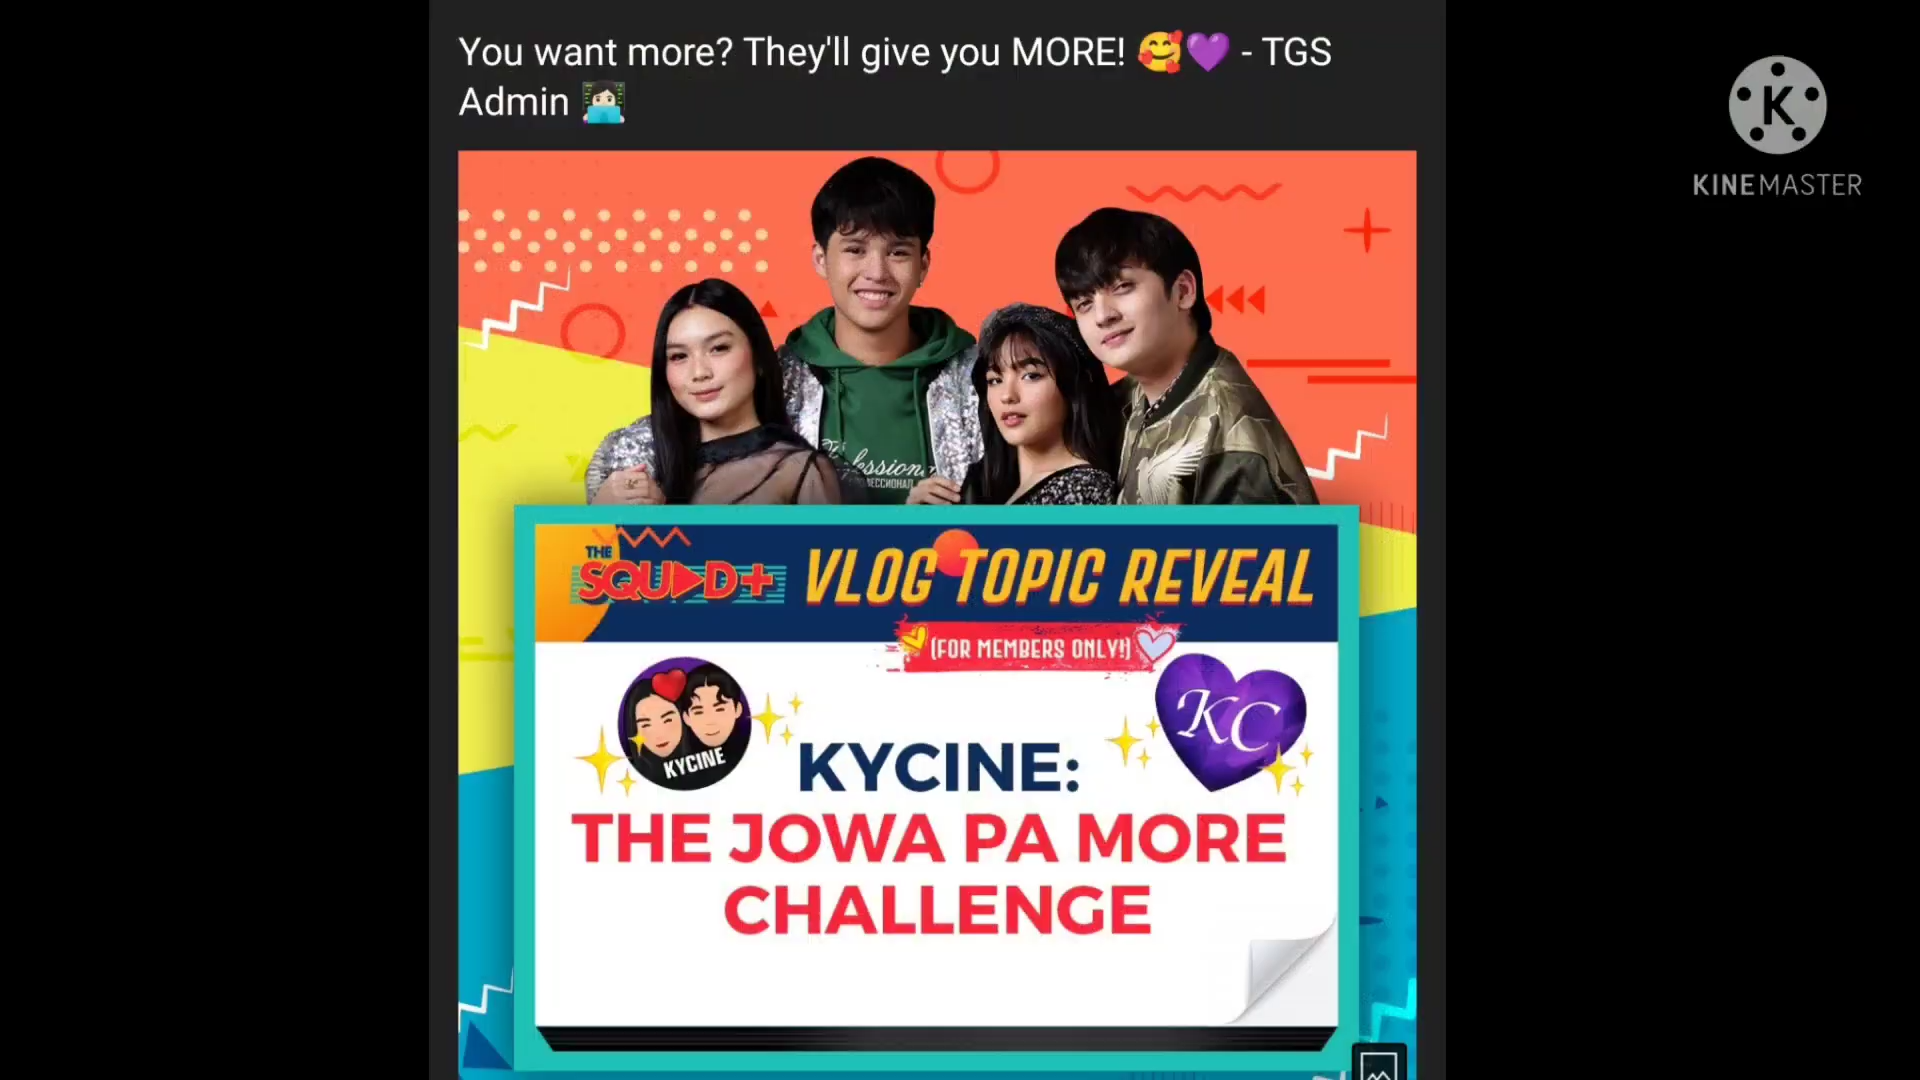 You want more? They'll give you MORE! 🥰💜 - TGS
Admin 👩🏻‍💻
K
KINEMASTER
THE
SQUAD+
VLOG TOPIC REVEAL
(FOR MEMBERS ONLY!)
KYCINE
KC
KYCINE:
THE JOWA PA MORE
CHALLENGE